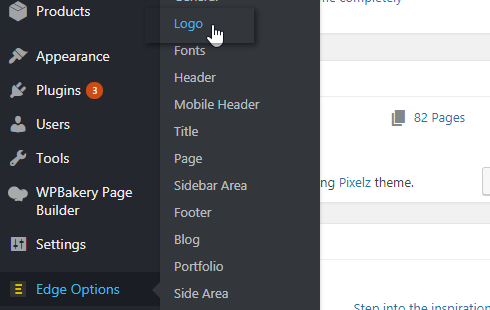 Products
Appearance
Plugins 3
Users
Tools
WPBakery Page
Builder
Settings
Edge Options
General
Logo
Fonts
Header
Mobile Header
Title
Page
Sidebar Area
Footer
Blog
Portfolio
Side Area
completely
82 Pages
ng Pixelz theme.
Step into the inspiration